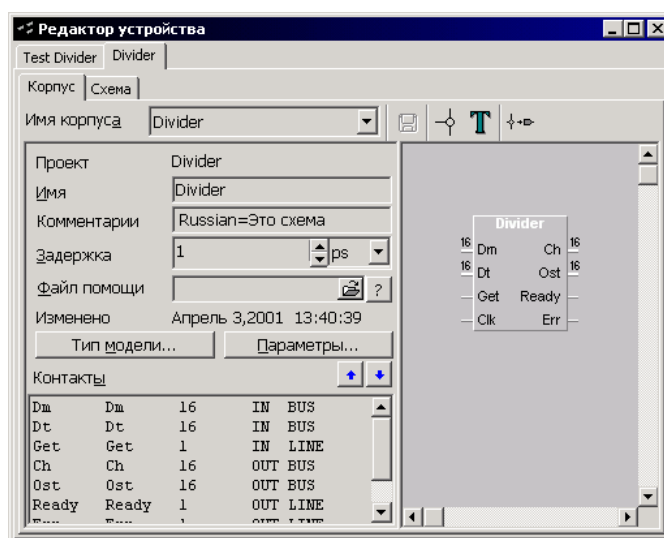 Редактор устройства
Test Divider Divider
Корпус Схема
Имя корпуса Divider T
Проект Divider
Имя Divider
Комментарии Russian=Это схема
Задержка 1 ps
Файл помощи ?
Изменено Апрель 3,2001 13:40:39
Тип модели... Параметры...
Контакты
Dm Dm 16 IN BUS
Dt Dt 16 IN BUS
Get Get 1 IN LINE
Ch Ch 16 OUT BUS
Ost Ost 16 OUT BUS
Ready Ready 1 OUT LINE
Divider
16 Dm Ch 16
16 Dt Ost 16
Get Ready
Clk Err